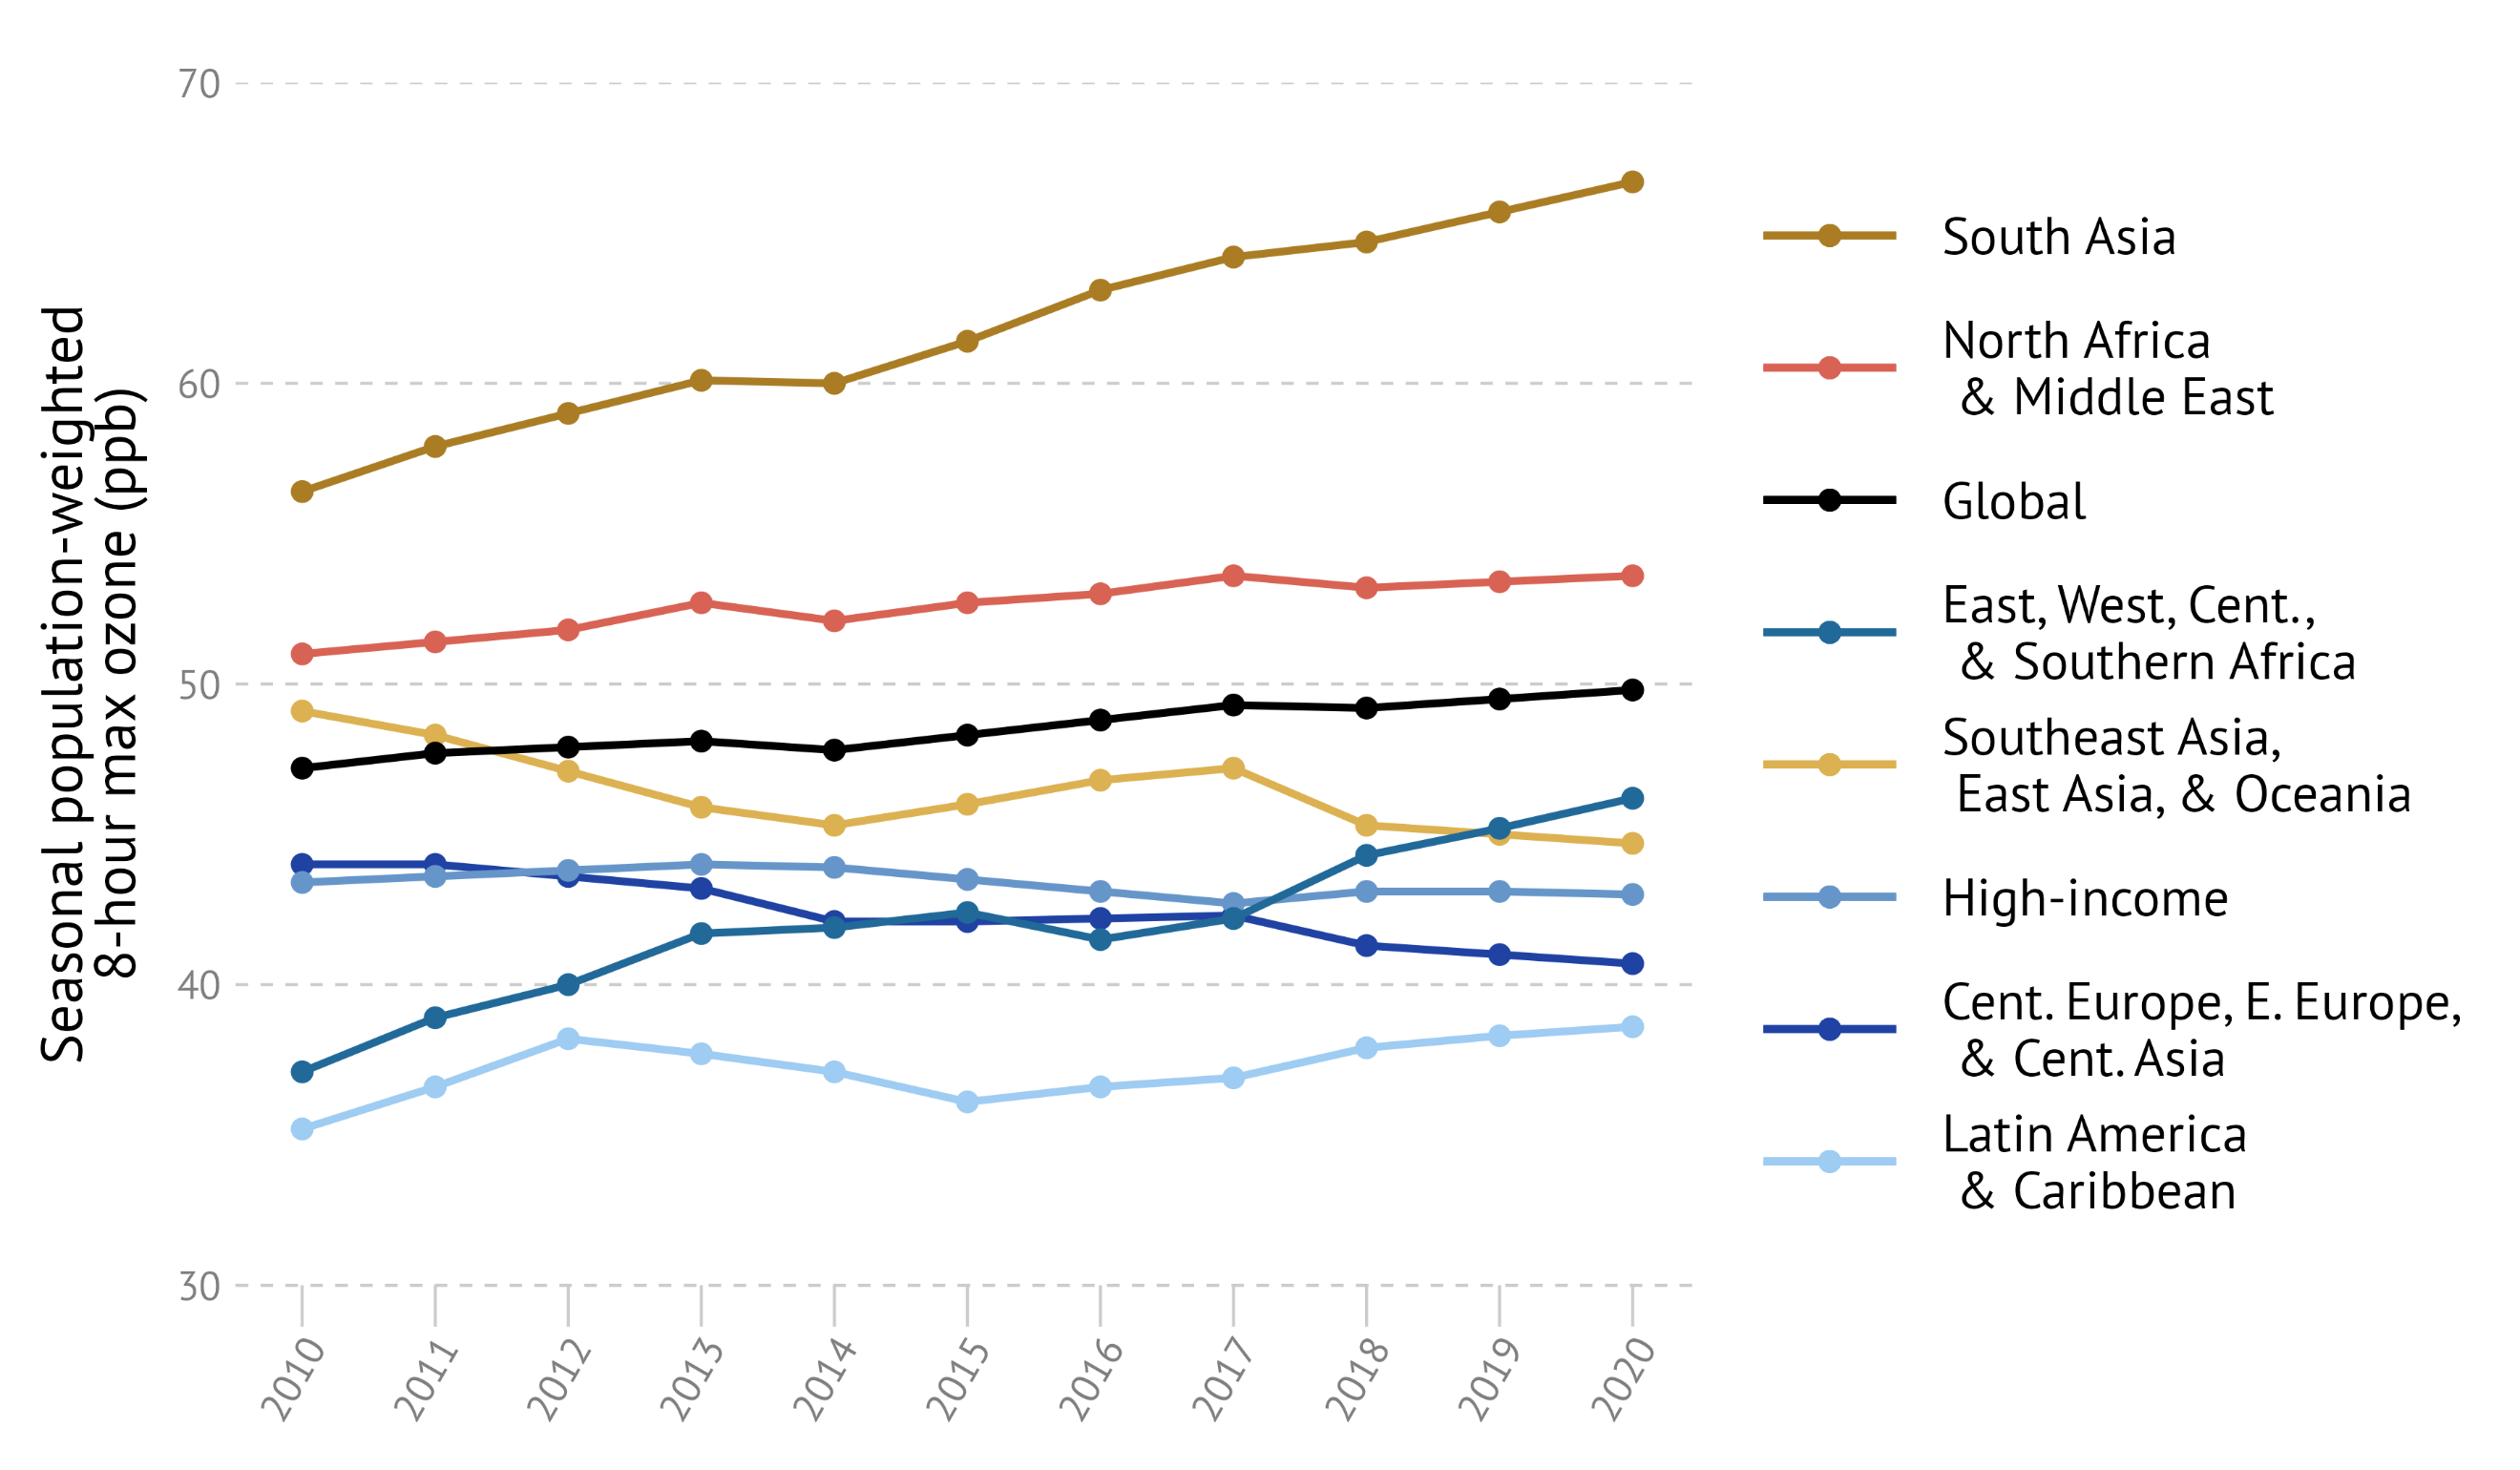 Seasonal population-weighted
8-hour max ozone (ppb)
70
60
50
40
30
2010
2011
2012
2013
2014
2015
2016
2017
2018
2019
2020
South Asia
North Africa
& Middle East
Global
East, West, Cent.,
& Southern Africa
Southeast Asia,
East Asia, & Oceania
High-income
Cent. Europe, E. Europe,
& Cent. Asia
Latin America
& Caribbean